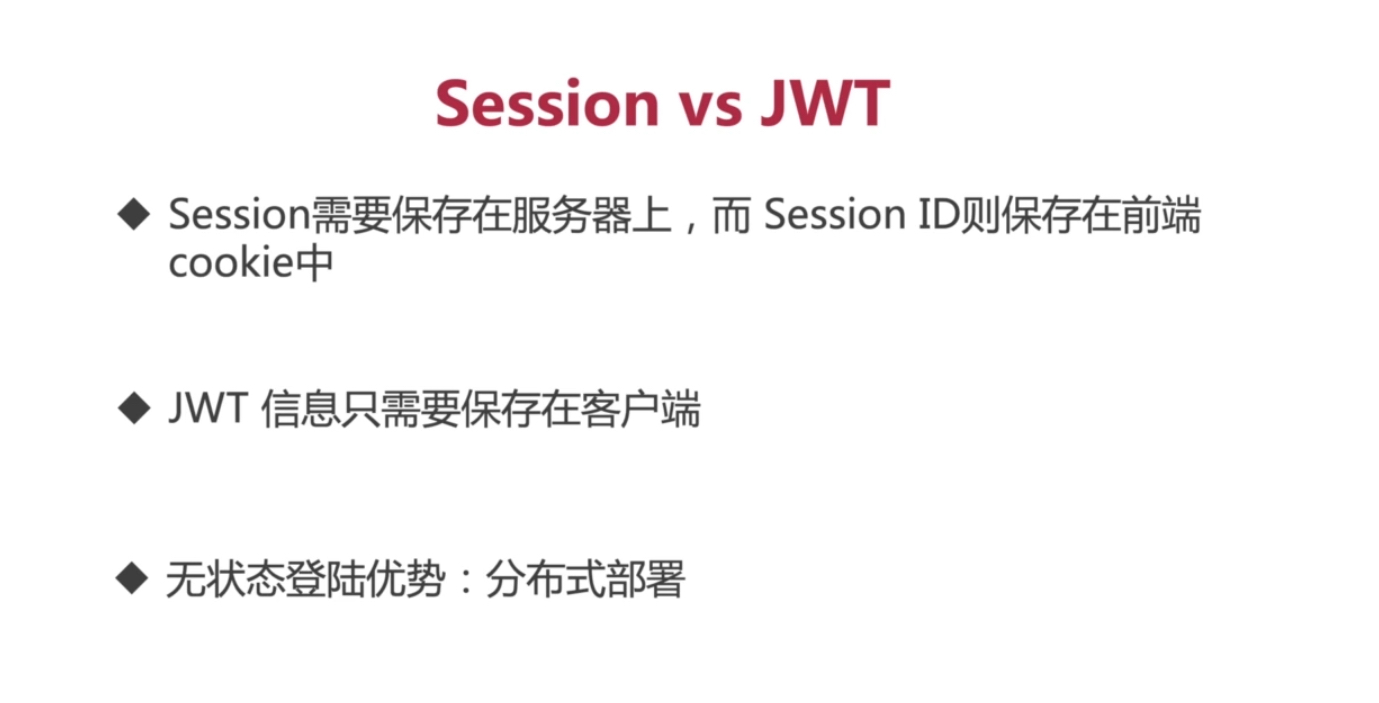 Session vs JWT
◆ Session需要保存在服务器上，而 Session ID则保存在前端
cookie中
◆ JWT 信息只需要保存在客户端
◆ 无状态登陆优势：分布式部署